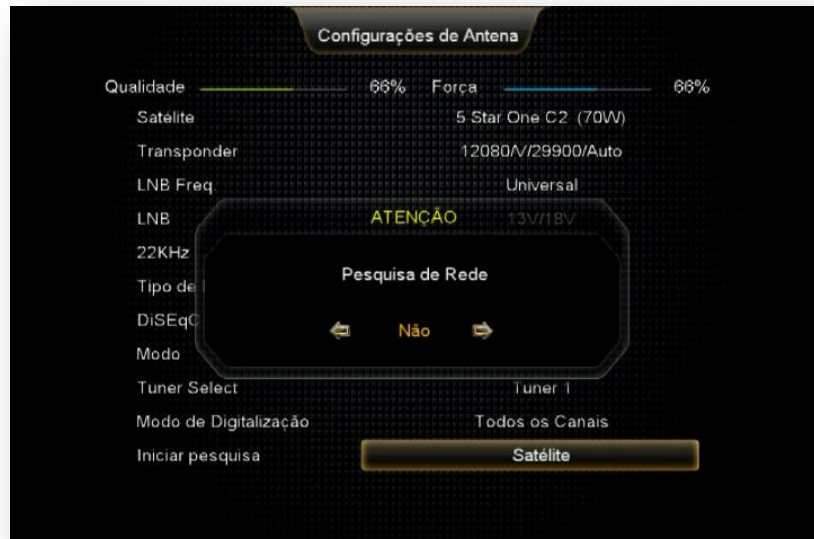 Configurações de Antena
Qualidade 66% Força 66%
Satélite 5 Star One C2 (70W)
Transponder 12080/V/29900/Auto
LNB Freq. Universal
LNB 13V/18V
ATENÇÃO
22KHz
Pesquisa de Rede
Tipo de
DiSEqC
Não
Modo
Tuner Select Tuner 1
Modo de Digitalização Todos os Canais
Iniciar pesquisa Satélite